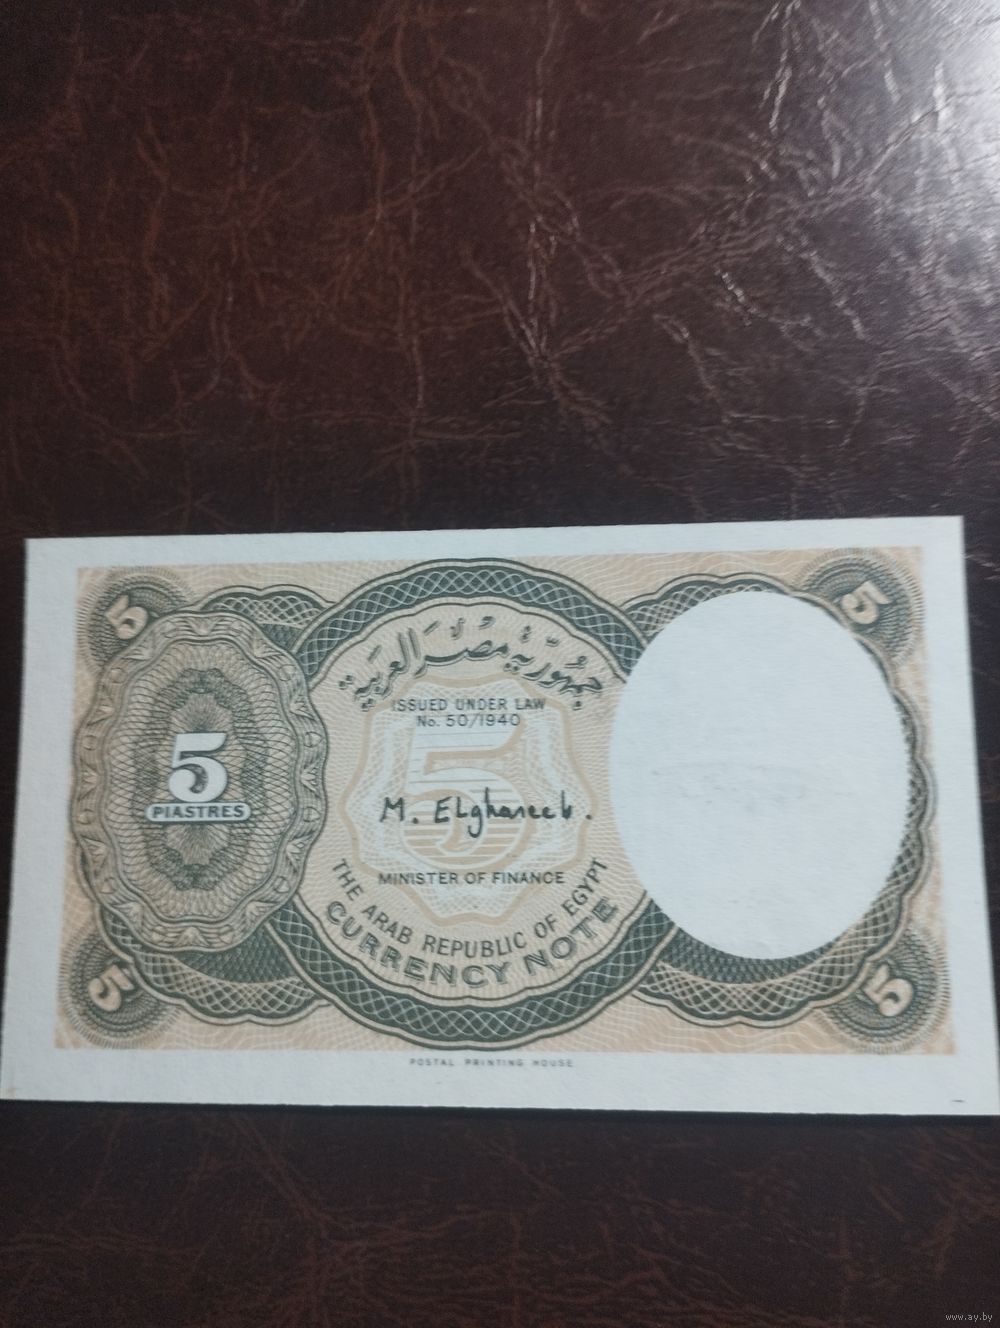 5
5
جمهورية مصر العربية
ISSUED UNDER LAW
No. 50/1940
5
5
PIASTRES
M. Elghareeb.
MINISTER OF FINANCE
THE ARAB REPUBLIC OF EGYPT
CURRENCY NOTE
5
5
POSTAL PRINTING HOUSE
www.ay.by